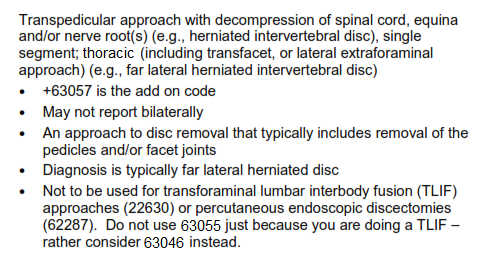 Transpedicular approach with decompression of spinal cord, equina
and/or nerve root(s) (e.g., herniated intervertebral disc), single
segment; thoracic (including transfacet, or lateral extraforaminal
approach) (e.g., far lateral herniated intervertebral disc)
• +63057 is the add on code
• May not report bilaterally
• An approach to disc removal that typically includes removal of the
pedicles and/or facet joints
• Diagnosis is typically far lateral herniated disc
• Not to be used for transforaminal lumbar interbody fusion (TLIF)
approaches (22630) or percutaneous endoscopic discectomies
(62287).  Do not use 63055 just because you are doing a TLIF –
rather consider 63046 instead.